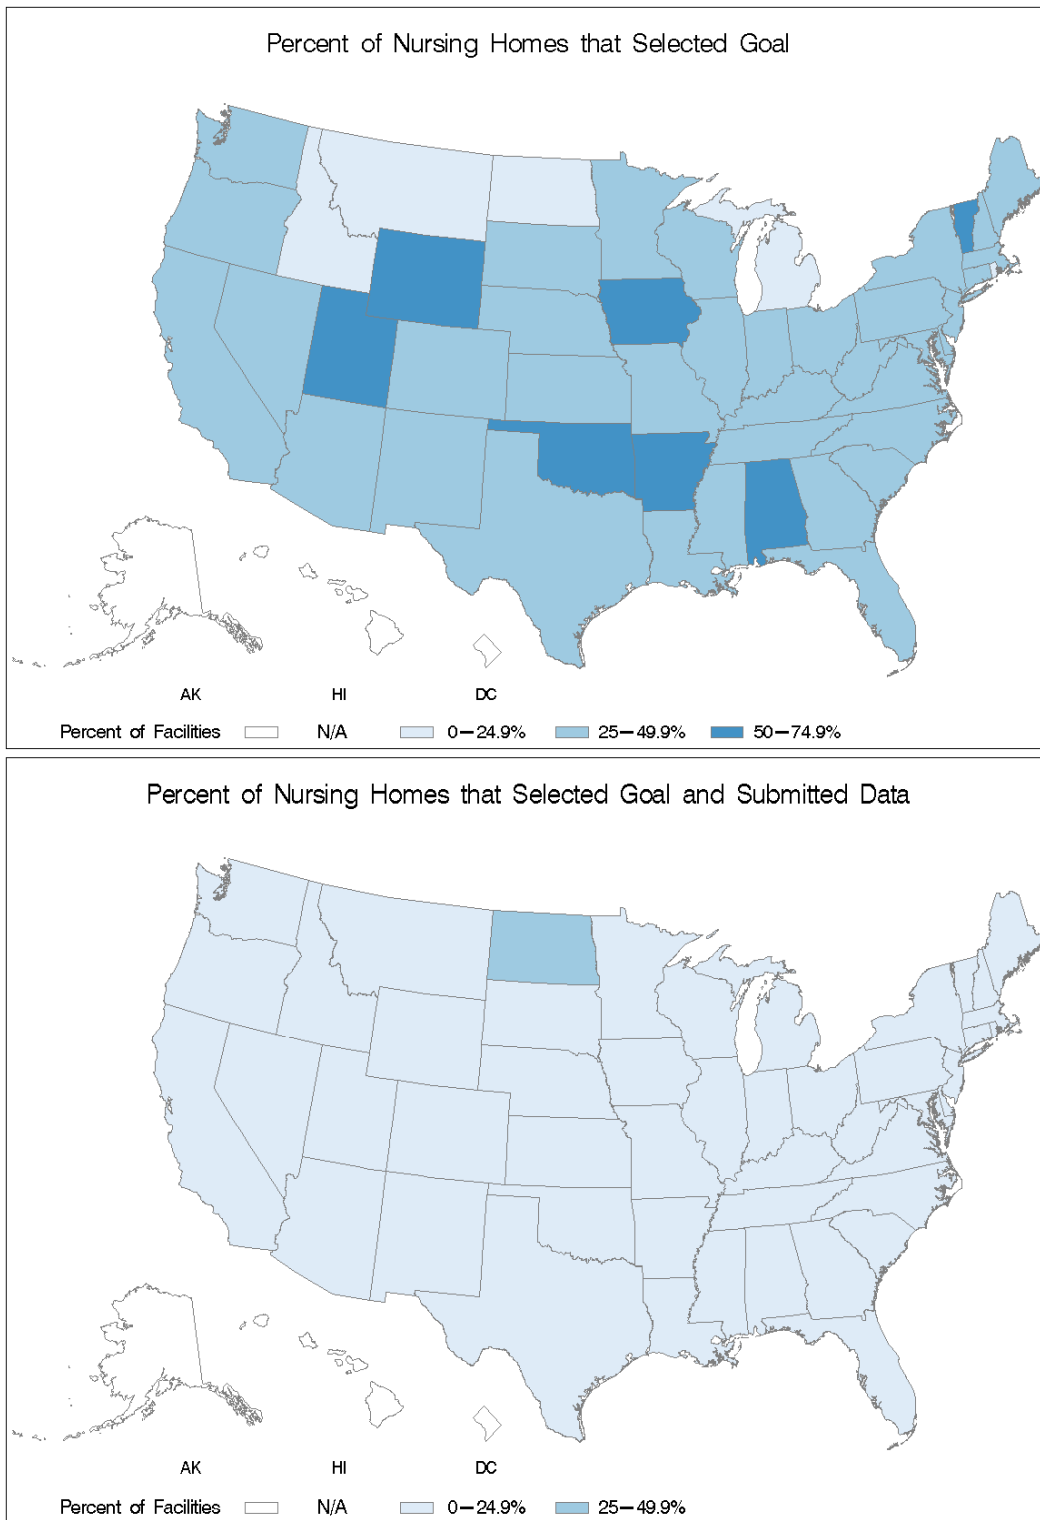 Percent of Nursing Homes that Selected Goal
AK HI DC
Percent of Facilities N/A 0–24.9% 25–49.9% 50–74.9%
Percent of Nursing Homes that Selected Goal and Submitted Data
AK HI DC
Percent of Facilities N/A 0–24.9% 25–49.9%